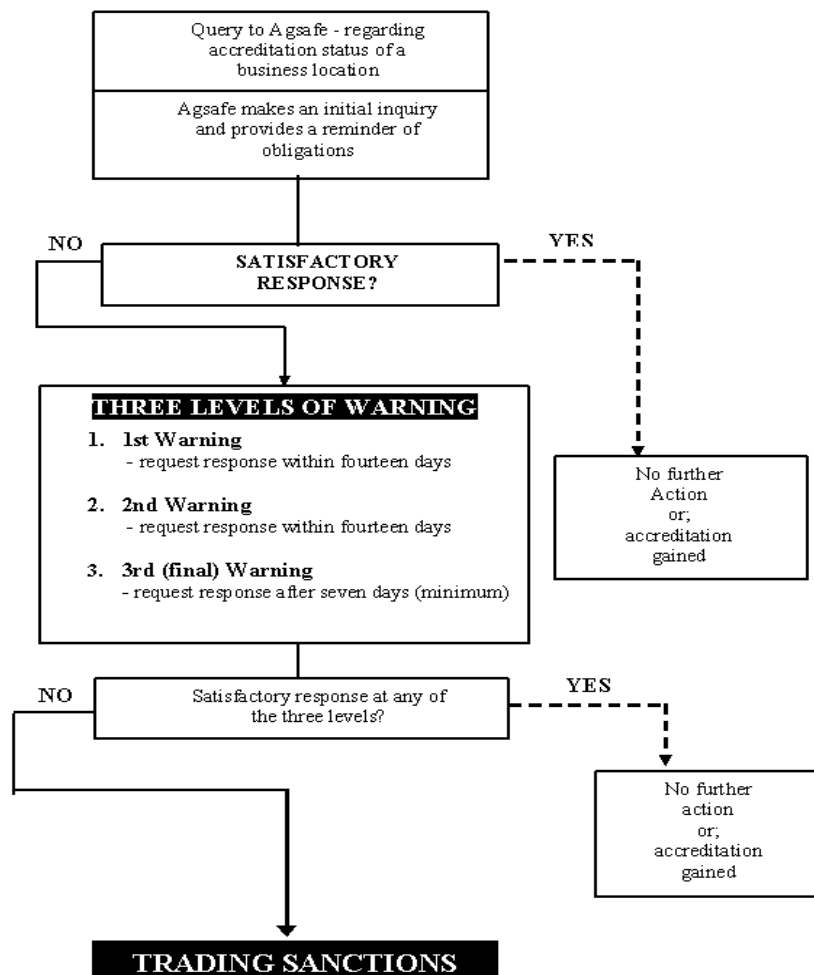 Query to Agsafe - regarding
accreditation status of a
business location
Agsafe makes an initial inquiry
and provides a reminder of
obligations
NO
YES
SATISFACTORY
RESPONSE?
THREE LEVELS OF WARNING
1. 1st Warning
- request response within fourteen days
2. 2nd Warning
- request response within fourteen days
3. 3rd (final) Warning
- request response after seven days (minimum)
No further
Action
or;
accreditation
gained
NO
YES
Satisfactory response at any of
the three levels?
No further
action
or;
accreditation
gained
TRADING SANCTIONS